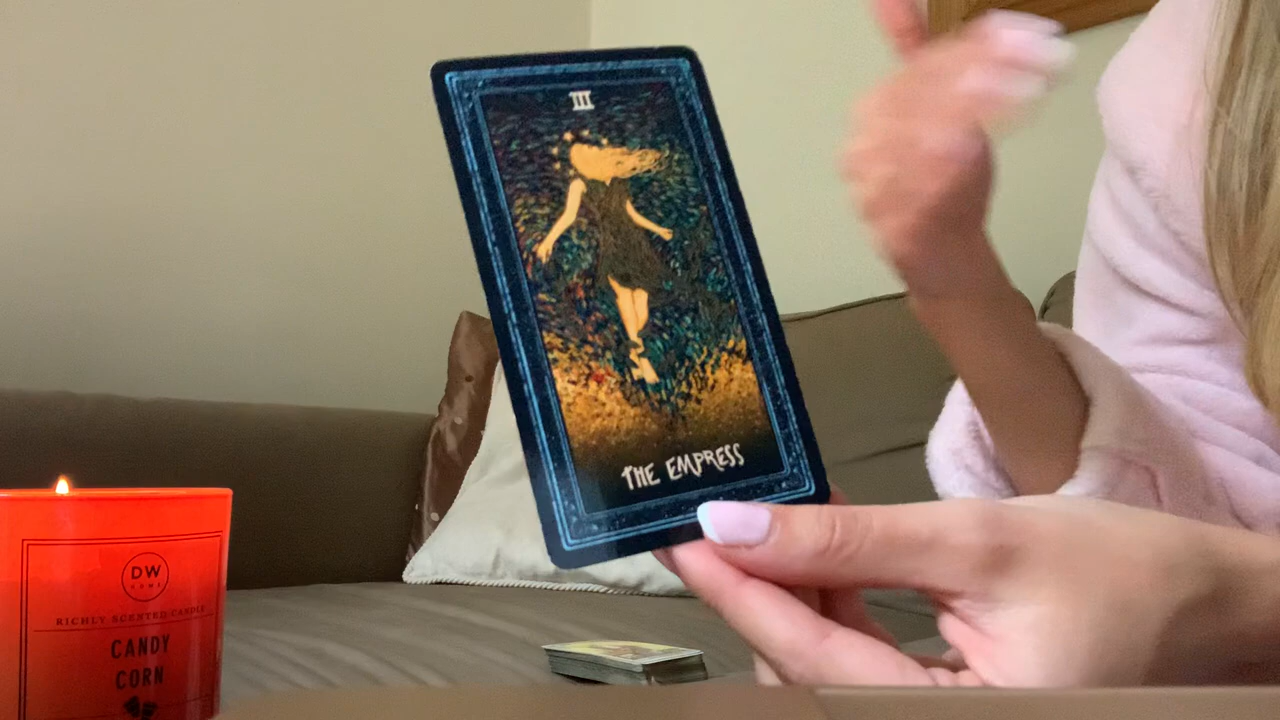 III
THE EMPRESS
DW
HOME
RICHLY SCENTED CANDLE
CANDY
CORN